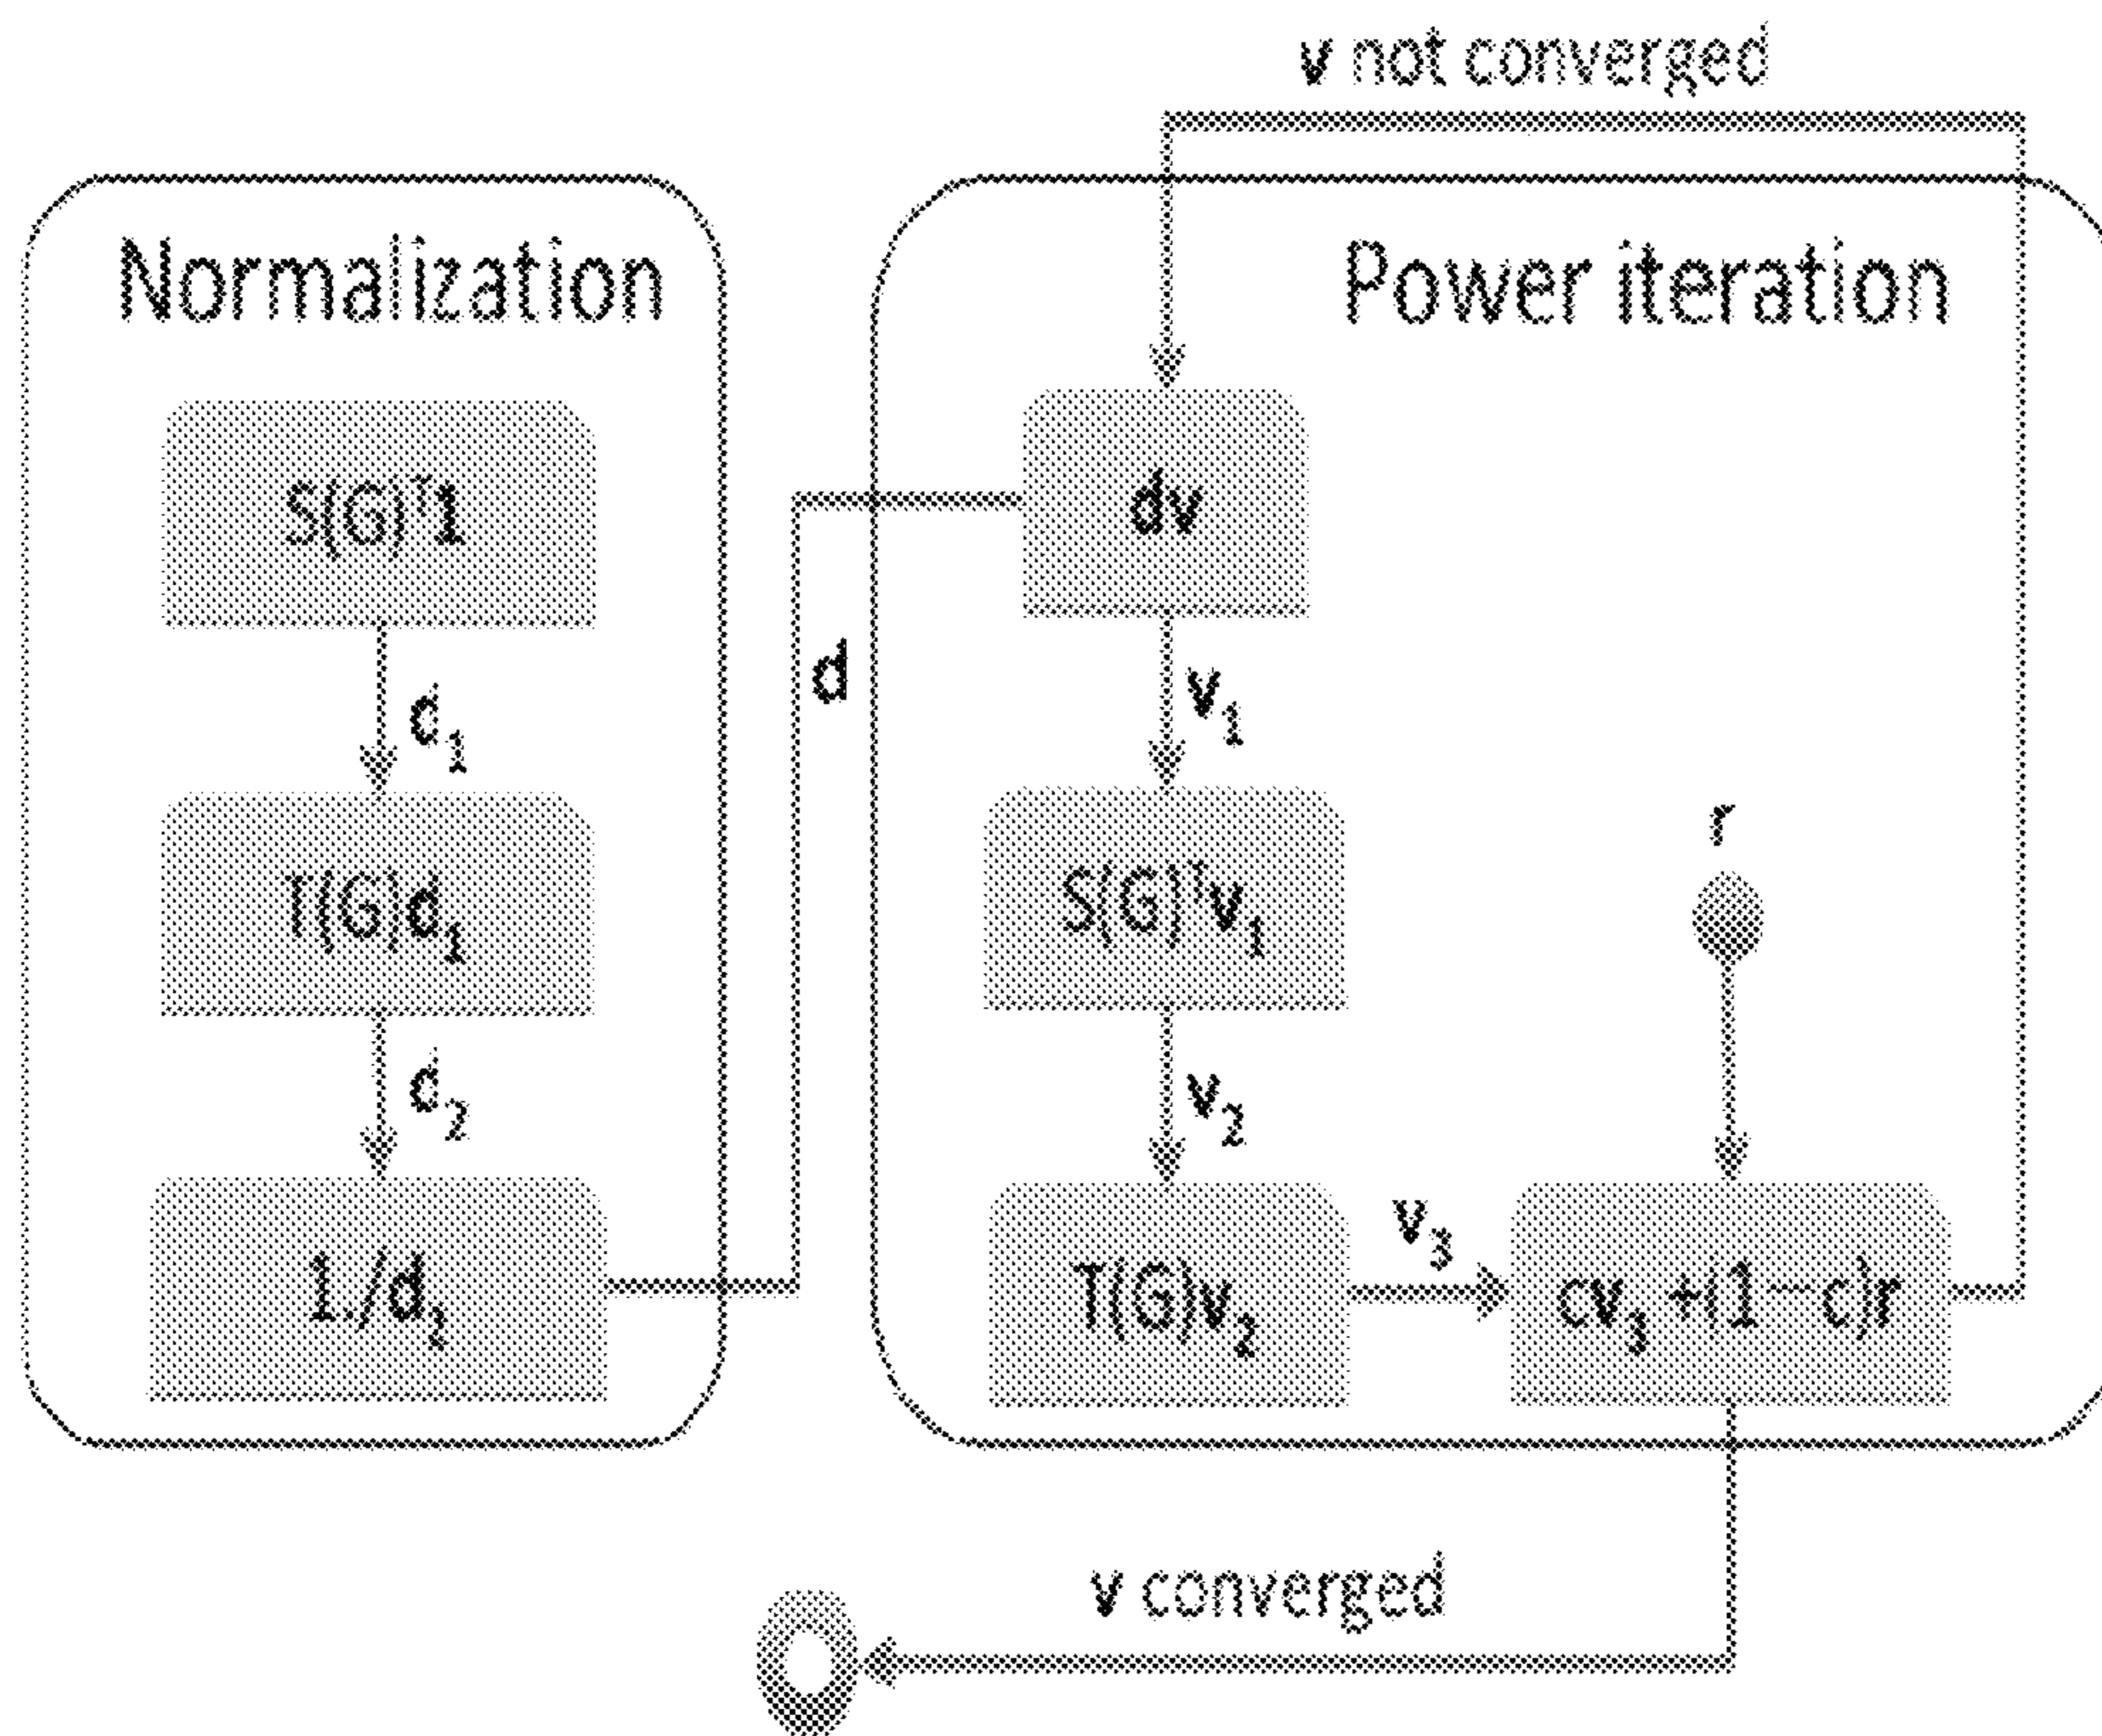 v not converged
Normalization
Power iteration
S(G)ᵀ1
d₁
T(G)d₁
d₂
1./d₂
d
dv
v₁
S(G)ᵀv₁
v₂
T(G)v₂
v₃
r
cv₃ +(1−c)r
v converged